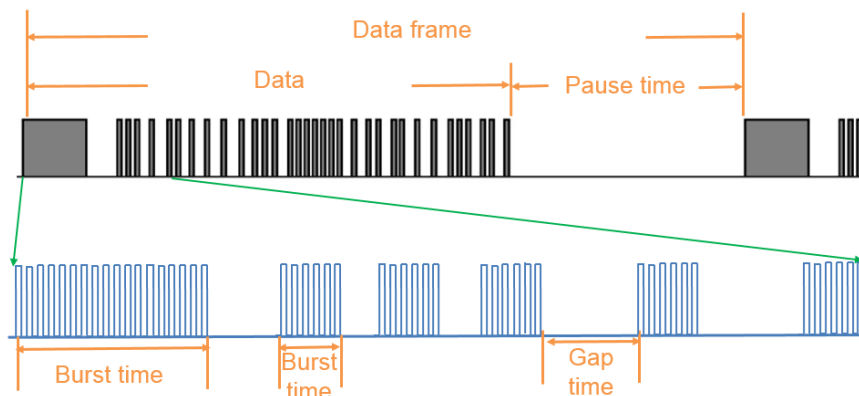 Data frame
Data
Pause time
Burst time
Burst
time
Gap
time